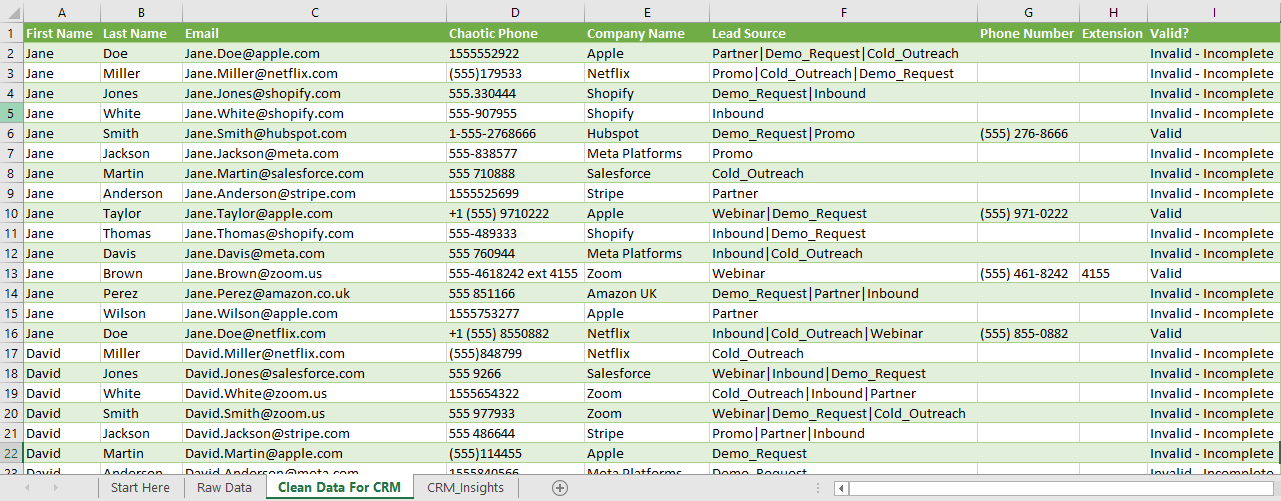 A B C D E F G H I
1 First Name Last Name Email Chaotic Phone Company Name Lead Source Phone Number Extension Valid?
2 Jane Doe Jane.Doe@apple.com 1555552922 Apple Partner|Demo_Request|Cold_Outreach Invalid - Incomplete
3 Jane Miller Jane.Miller@netflix.com (555)179533 Netflix Promo|Cold_Outreach|Demo_Request Invalid - Incomplete
4 Jane Jones Jane.Jones@shopify.com 555.330444 Shopify Demo_Request|Inbound Invalid - Incomplete
5 Jane White Jane.White@shopify.com 555-907955 Shopify Inbound Invalid - Incomplete
6 Jane Smith Jane.Smith@hubspot.com 1-555-2768666 Hubspot Demo_Request|Promo (555) 276-8666 Valid
7 Jane Jackson Jane.Jackson@meta.com 555-838577 Meta Platforms Promo Invalid - Incomplete
8 Jane Martin Jane.Martin@salesforce.com 555 710888 Salesforce Cold_Outreach Invalid - Incomplete
9 Jane Anderson Jane.Anderson@stripe.com 1555525699 Stripe Partner Invalid - Incomplete
10 Jane Taylor Jane.Taylor@apple.com +1 (555) 9710222 Apple Webinar|Demo_Request (555) 971-0222 Valid
11 Jane Thomas Jane.Thomas@shopify.com 555-489333 Shopify Inbound|Demo_Request Invalid - Incomplete
12 Jane Davis Jane.Davis@meta.com 555 760944 Meta Platforms Inbound|Cold_Outreach Invalid - Incomplete
13 Jane Brown Jane.Brown@zoom.us 555-4618242 ext 4155 Zoom Webinar (555) 461-8242 4155 Valid
14 Jane Perez Jane.Perez@amazon.co.uk 555 851166 Amazon UK Demo_Request|Partner|Inbound Invalid - Incomplete
15 Jane Wilson Jane.Wilson@apple.com 1555753277 Apple Partner Invalid - Incomplete
16 Jane Doe Jane.Doe@netflix.com +1 (555) 8550882 Netflix Inbound|Cold_Outreach|Webinar (555) 855-0882 Valid
17 David Miller David.Miller@netflix.com (555)848799 Netflix Cold_Outreach Invalid - Incomplete
18 David Jones David.Jones@salesforce.com 555 9266 Salesforce Webinar|Inbound|Demo_Request Invalid - Incomplete
19 David White David.White@zoom.us 1555654322 Zoom Cold_Outreach|Inbound|Partner Invalid - Incomplete
20 David Smith David.Smith@zoom.us 555 977933 Zoom Webinar|Demo_Request|Cold_Outreach Invalid - Incomplete
21 David Jackson David.Jackson@stripe.com 555 486644 Stripe Promo|Partner|Inbound Invalid - Incomplete
22 David Martin David.Martin@apple.com (555)114455 Apple Demo_Request Invalid - Incomplete
23 David Anderson David.Anderson@meta.com 1555840566 Meta Platforms Demo_Request Invalid - Incomplete
Start Here Raw Data Clean Data For CRM CRM_Insights